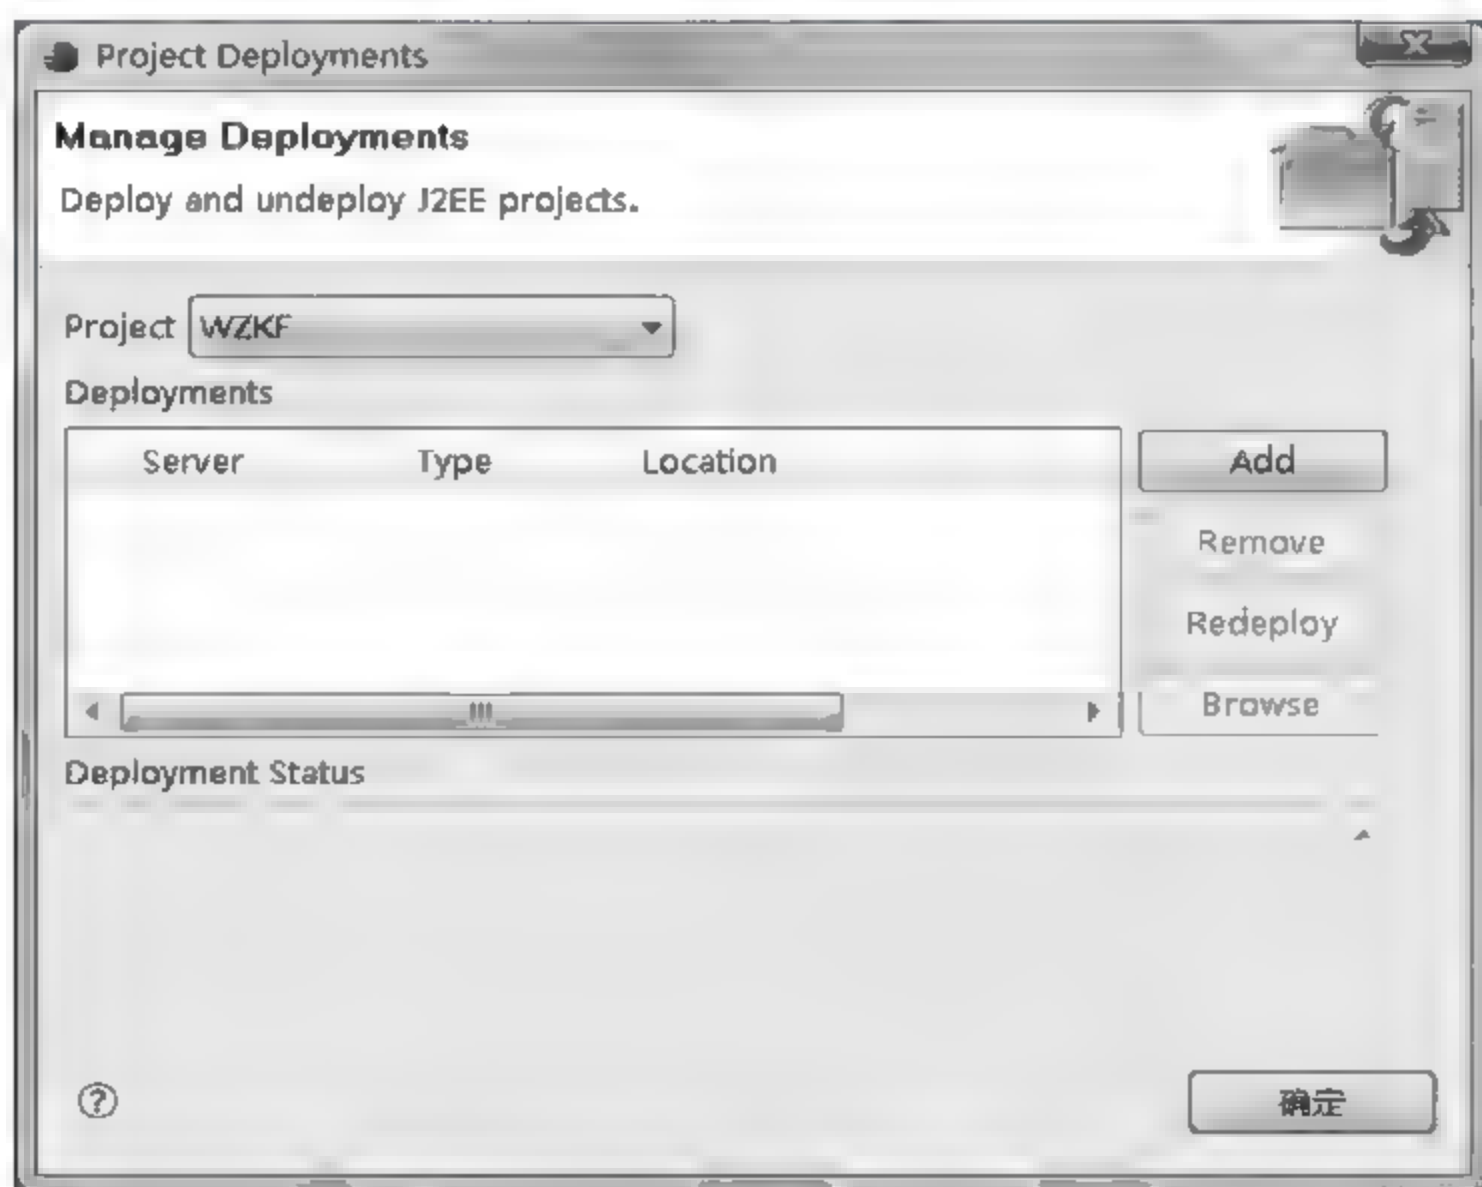 Project Deployments
Manage Deployments
Deploy and undeploy J2EE projects.
Project WZKF
Deployments
Server Type Location
Add
Remove
Redeploy
Browse
Deployment Status
确定